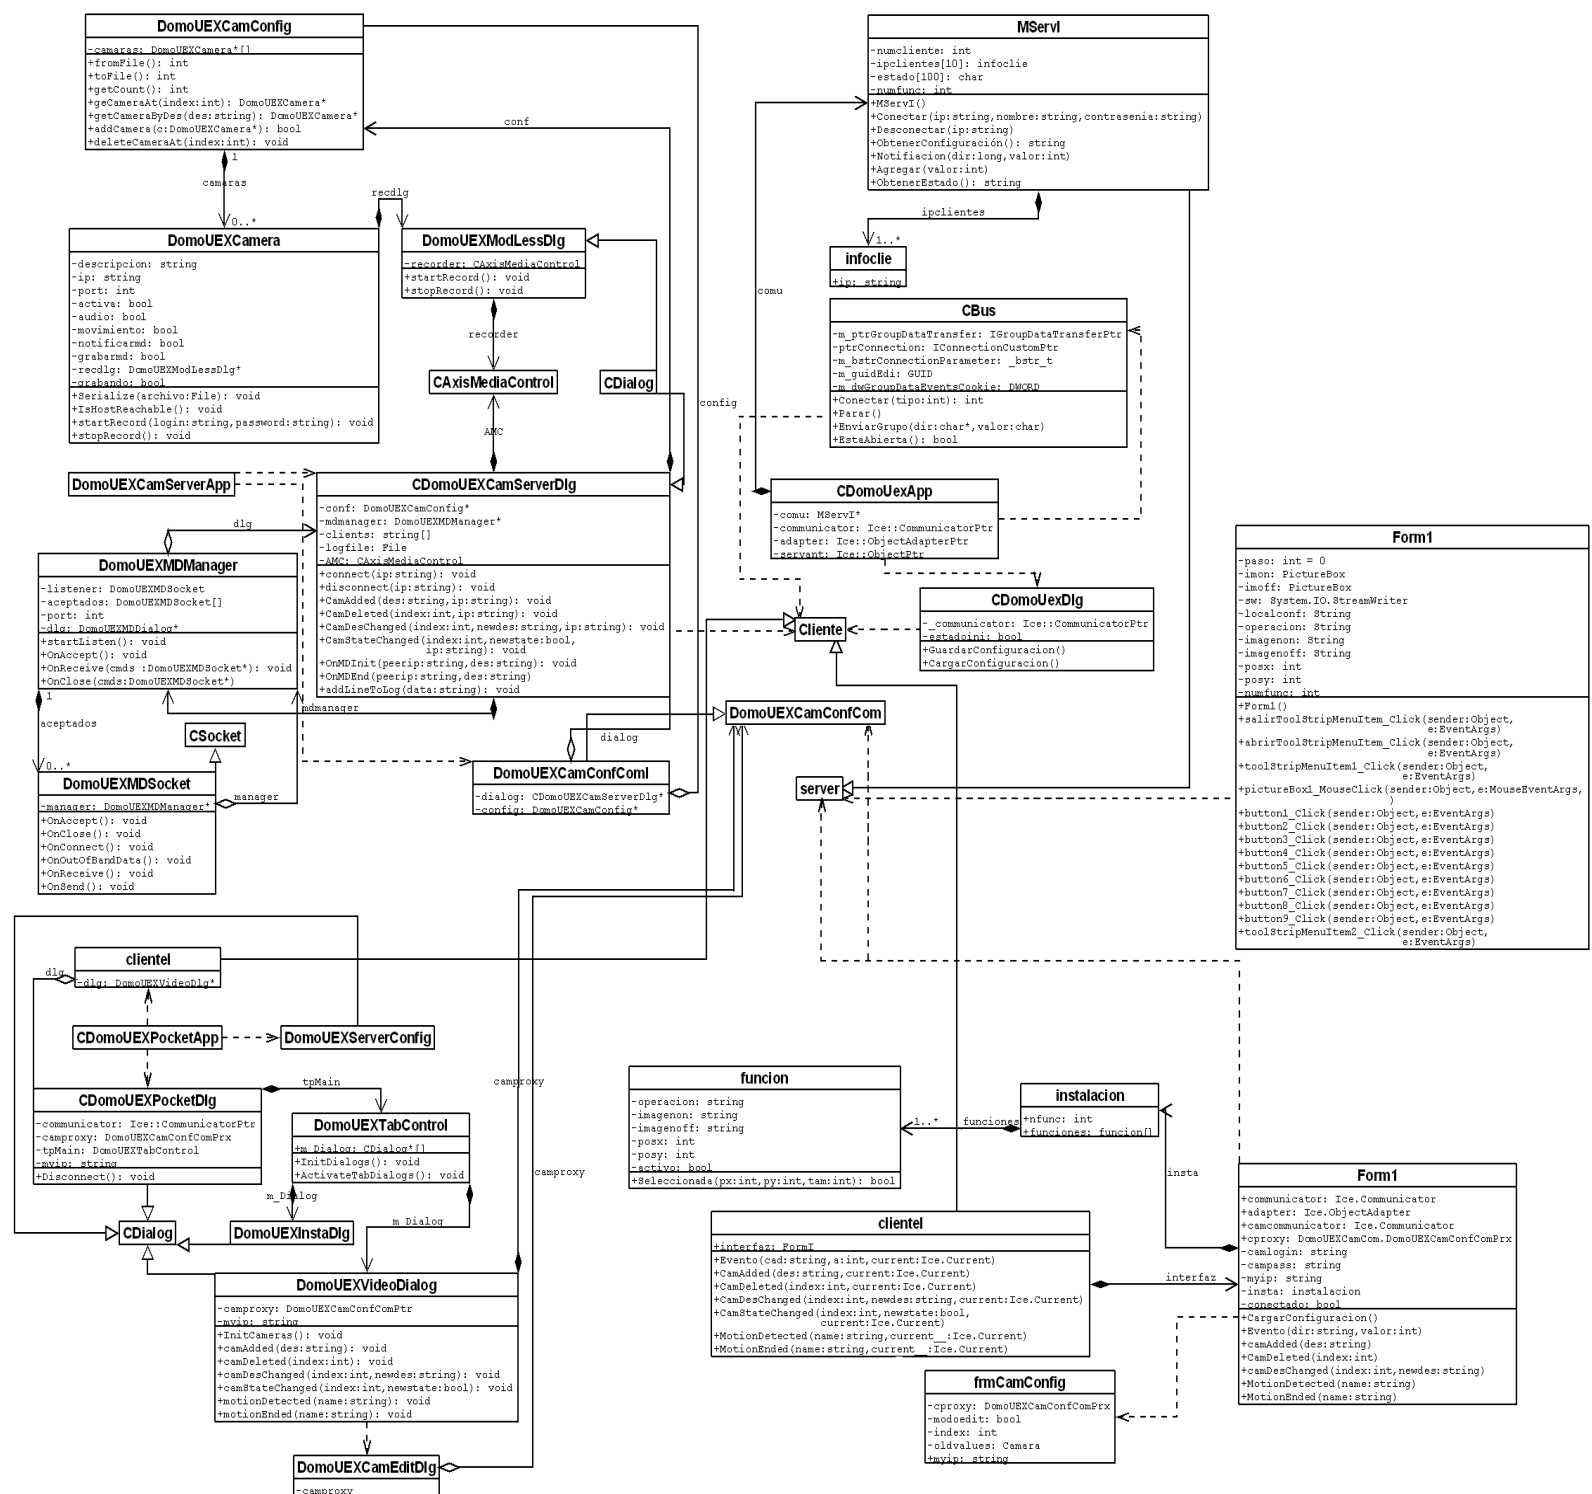 DomoUEXCamConfig
-camaras: DomoUEXCamera*[]
+fromFile(): int
+toFile(): int
+getCount(): int
+geCameraAt(index:int): DomoUEXCamera*
+getCameraByDes(des:string): DomoUEXCamera*
+addCamera(c:DomoUEXCamera*): bool
+deleteCameraAt(index:int): void
1
camaras
0..*
conf
recdlg
DomoUEXCamera
-descripcion: string
-ip: string
-port: int
-activa: bool
-audio: bool
-movimiento: bool
-notificarmd: bool
-grabarmd: bool
-recdlg: DomoUEXModLessDlg*
-grabando: bool
+Serialize(archivo:File): void
+IsHostReachable(): void
+startRecord(login:string,password:string): void
+stopRecord(): void
DomoUEXModLessDlg
-recorder: CAxisMediaControl
+startRecord(): void
+stopRecord(): void
recorder
CAxisMediaControl
CDialog
AMC
config
MServI
-numcliente: int
-ipclientes[10]: infoclie
-estado[100]: char
-numfunc: int
+MServI()
+Conectar(ip:string,nombre:string,contrasenia:string)
+Desconectar(ip:string)
+ObtenerConfiguración(): string
+Notifiacion(dir:long,valor:int)
+Agregar(valor:int)
+ObtenerEstado(): string
ipclientes
1..*
infoclie
+ip: string
comu
CBus
-m_ptrGroupDataTransfer: IGroupDataTransferPtr
-ptrConnection: IConnectionCustomPtr
-m_bstrConnectionParameter: _bstr_t
-m_guidEdi: GUID
-m_dwGroupDataEventsCookie: DWORD
+Conectar(tipo:int): int
+Parar()
+EnviarGrupo(dir:char*,valor:char)
+EstaAbierta(): bool
DomoUEXCamServerApp
CDomoUEXCamServerDlg
-conf: DomoUEXCamConfig*
-mdmanager: DomoUEXMDManager*
-clients: string[]
-logfile: File
-AMC: CAxisMediaControl
+connect(ip:string): void
+disconnect(ip:string): void
+CamAdded(des:string,ip:string): void
+CamDeleted(index:int,ip:string): void
+CamDesChanged(index:int,newdes:string,ip:string): void
+CamStateChanged(index:int,newstate:bool,
ip:string): void
+OnMDInit(peerip:string,des:string): void
+OnMDEnd(peerip:string,des:string)
+addLineToLog(data:string): void
CDomoUexApp
-comu: MServI*
-communicator: Ice::CommunicatorPtr
-adapter: Ice::ObjectAdapterPtr
-servant: Ice::ObjectPtr
dlg
DomoUEXMDManager
-listener: DomoUEXMDSocket
-aceptados: DomoUEXMDSocket[]
-port: int
-dlg: DomoUEXMDDialog*
+startListen(): void
+OnAccept(): void
+OnReceive(cmds :DomoUEXMDSocket*): void
+OnClose(cmds:DomoUEXMDSocket*)
1
aceptados
0..*
mdmanager
CDomoUexDlg
-_communicator: Ice::CommunicatorPtr
-estadoini: bool
+GuardarConfiguracion()
+CargarConfiguracion()
Cliente
Form1
-paso: int = 0
-imon: PictureBox
-imoff: PictureBox
-sw: System.IO.StreamWriter
-localconf: String
-operacion: String
-imagenon: String
-imagenoff: String
-posx: int
-posy: int
-numfunc: int
+Form1()
+salirToolStripMenuItem_Click(sender:Object,
e:EventArgs)
+abrirToolStripMenuItem_Click(sender:Object,
e:EventArgs)
+toolStripMenuItem1_Click(sender:Object,
e:EventArgs)
+pictureBox1_MouseClick(sender:Object,e:MouseEventArgs,
)
+button1_Click(sender:Object,e:EventArgs)
+button2_Click(sender:Object,e:EventArgs)
+button3_Click(sender:Object,e:EventArgs)
+button4_Click(sender:Object,e:EventArgs)
+button5_Click(sender:Object,e:EventArgs)
+button6_Click(sender:Object,e:EventArgs)
+button7_Click(sender:Object,e:EventArgs)
+button8_Click(sender:Object,e:EventArgs)
+button9_Click(sender:Object,e:EventArgs)
+toolStripMenuItem2_Click(sender:Object,
e:EventArgs)
CSocket
DomoUEXMDSocket
-manager: DomoUEXMDManager*
+OnAccept(): void
+OnClose(): void
+OnConnect(): void
+OnOutOfBandData(): void
+OnReceive(): void
+OnSend(): void
manager
DomoUEXCamConfCom
dialog
DomoUEXCamConfComI
-dialog: CDomoUEXCamServerDlg*
-config: DomoUEXCamConfig*
server
clienteI
-dlg: DomoUEXVideoDlg*
dlg
CDomoUEXPocketApp
DomoUEXServerConfig
tpMain
CDomoUEXPocketDlg
-communicator: Ice::CommunicatorPtr
-camproxy: DomoUEXCamConfComPrx
-tpMain: DomoUEXTabControl
-myip: string
+Disconnect(): void
DomoUEXTabControl
+m_Dialog: CDialog*[]
+InitDialogs(): void
+ActivateTabDialogs(): void
m_Dialog
m_Dialog
CDialog
DomoUEXInstaDlg
camproxy
camproxy
DomoUEXVideoDialog
-camproxy: DomoUEXCamConfComPtr
-myip: string
+InitCameras(): void
+camAdded(des:string): void
+camDeleted(index:int): void
+camDesChanged(index:int,newdes:string): void
+camStateChanged(index:int,newstate:bool): void
+motionDetected(name:string): void
+motionEnded(name:string): void
DomoUEXCamEditDlg
-camproxy
funcion
-operacion: string
-imagenon: string
-imagenoff: string
-posx: int
-posy: int
-activo: bool
+Seleccionada(px:int,py:int,tam:int): bool
1..*
funciones
instalacion
+nfunc: int
+funciones: funcion[]
insta
clienteI
+interfaz: FormI
+Evento(cad:string,a:int,current:Ice.Current)
+CamAdded(des:string,current:Ice.Current)
+CamDeleted(index:int,current:Ice.Current)
+CamDesChanged(index:int,newdes:string,current:Ice.Current)
+CamStateChanged(index:int,newstate:bool,
current:Ice.Current)
+MotionDetected(name:string,current__:Ice.Current)
+MotionEnded(name:string,current__:Ice.Current)
interfaz
Form1
+communicator: Ice.Communicator
+adapter: Ice.ObjectAdapter
+camcommunicator: Ice.Communicator
+cproxy: DomoUEXCamCom.DomoUEXCamConfComPrx
-camlogin: string
-campass: string
-myip: string
-insta: instalacion
-conectado: bool
+CargarConfiguracion()
+Evento(dir:string,valor:int)
+camAdded(des:string)
+CamDeleted(index:int)
+camDesChanged(index:int,newdes:string)
+MotionDetected(name:string)
+MotionEnded(name:string)
frmCamConfig
-cproxy: DomoUEXCamConfComPrx
-modoedit: bool
-index: int
-oldvalues: Camara
+myip: string